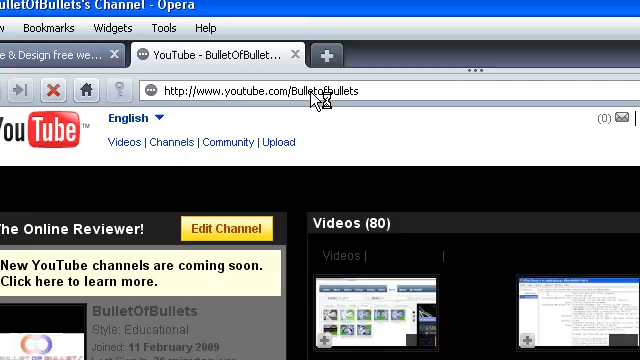 BulletOfBullets's Channel - Opera
Bookmarks Widgets Tools Help
e & Design free we... YouTube - BulletOfBullet...
http://www.youtube.com/Bulletofbullets
YouTube™
English
(0)
Videos | Channels | Community | Upload
The Online Reviewer!
Edit Channel
Videos (80)
New YouTube channels are coming soon.
Click here to learn more.
Videos |
BulletOfBullets
Style: Educational
Joined: 11 February 2009